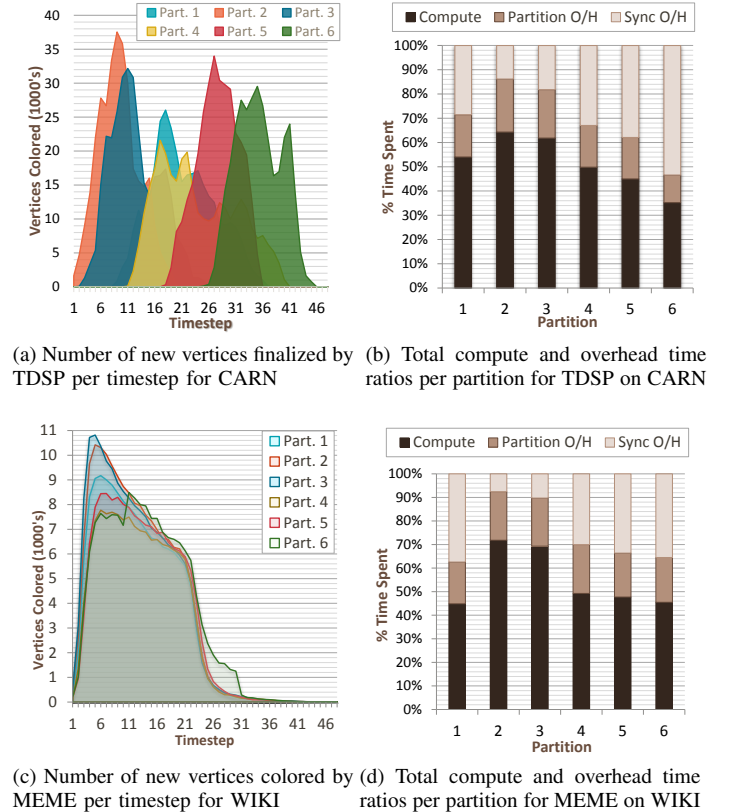 Part. 1 Part. 2 Part. 3
Part. 4 Part. 5 Part. 6
Vertices Colored (1000's)
40
35
30
25
20
15
10
5
0
1 6 11 16 21 26 31 36 41 46
Timestep
(a) Number of new vertices finalized by
TDSP per timestep for CARN
Compute Partition O/H Sync O/H
% Time Spent
100%
90%
80%
70%
60%
50%
40%
30%
20%
10%
0%
1 2 3 4 5 6
Partition
(b) Total compute and overhead time
ratios per partition for TDSP on CARN
Vertices Colored (1000's)
11
10
9
8
7
6
5
4
3
2
1
0
Part. 1
Part. 2
Part. 3
Part. 4
Part. 5
Part. 6
1 6 11 16 21 26 31 36 41 46
Timestep
(c) Number of new vertices colored by
MEME per timestep for WIKI
Compute Partition O/H Sync O/H
% Time Spent
100%
90%
80%
70%
60%
50%
40%
30%
20%
10%
0%
1 2 3 4 5 6
Partition
(d) Total compute and overhead time
ratios per partition for MEME on WIKI